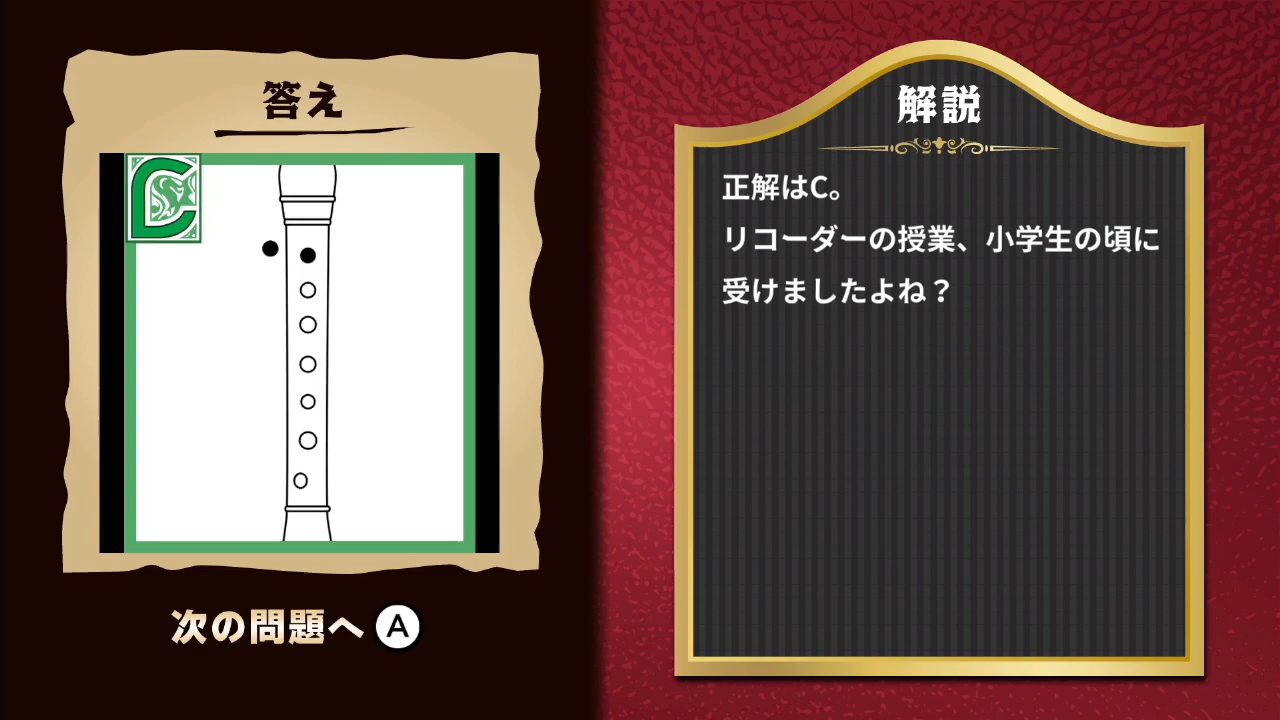 答え
C
次の問題へ A
解説
正解はC。
リコーダーの授業、小学生の頃に
受けましたよね？